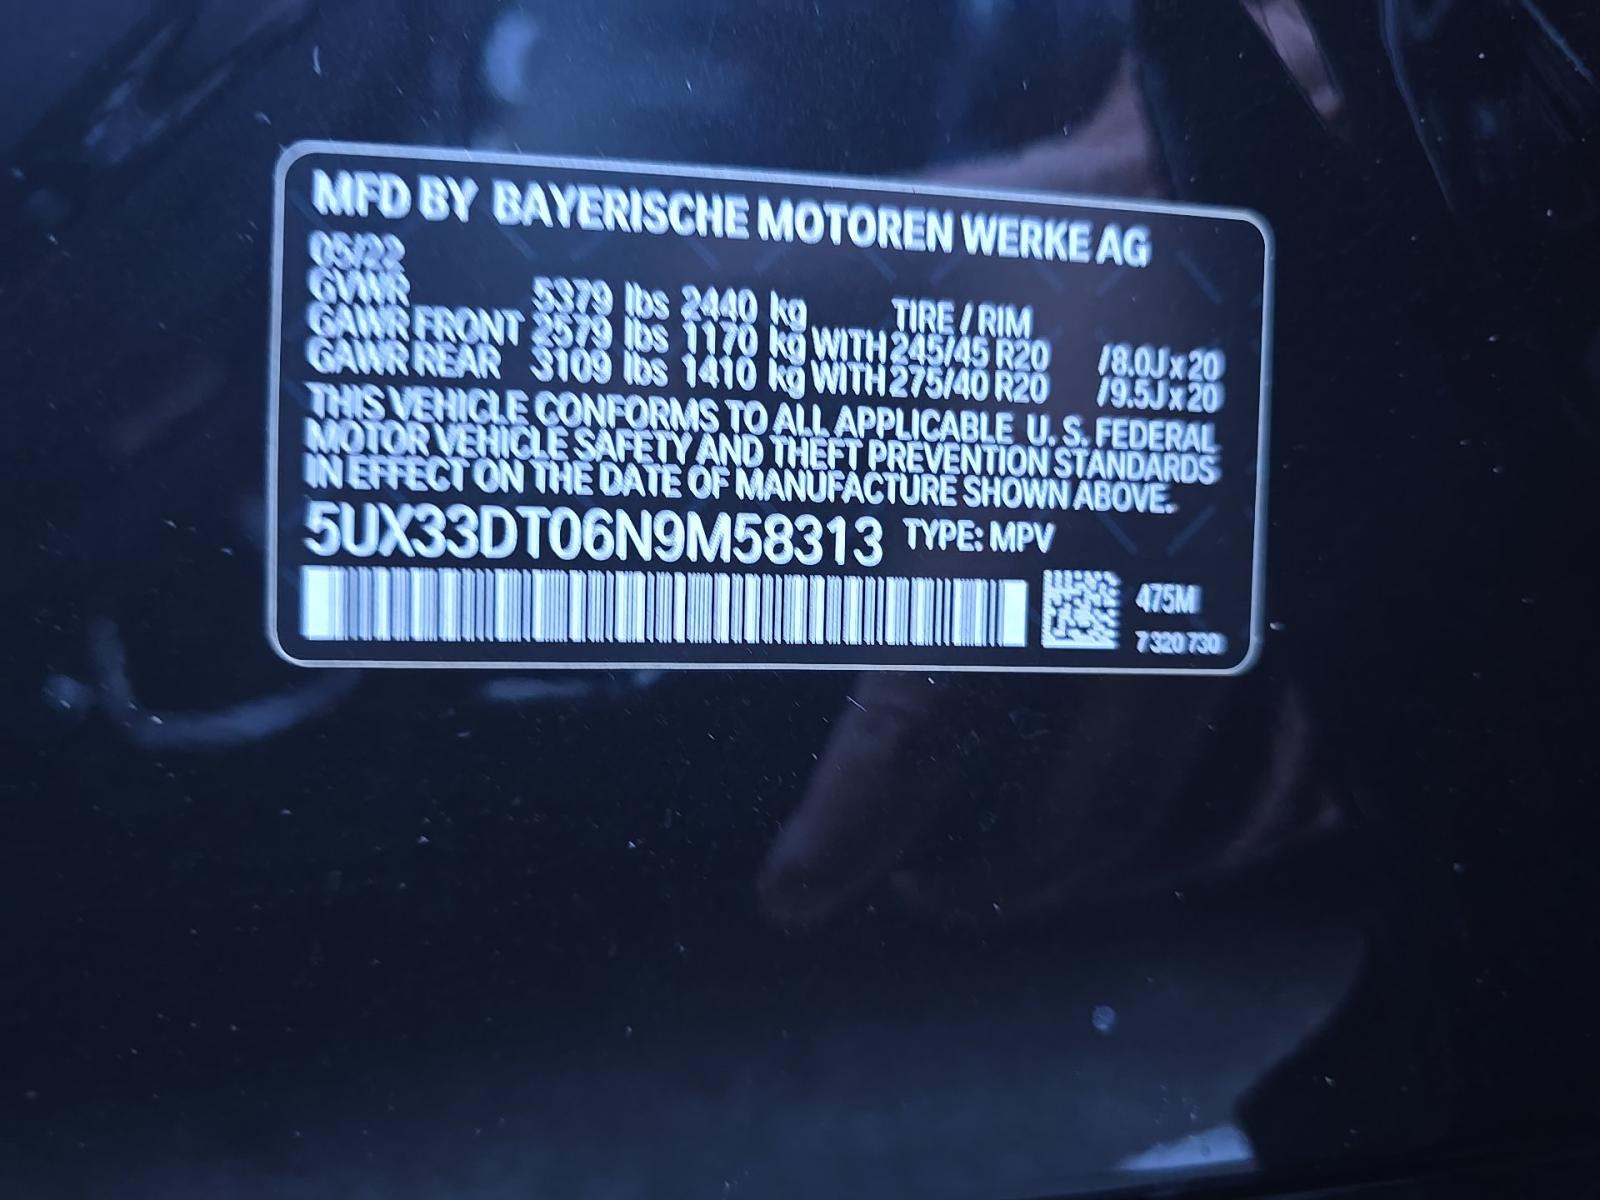 MFD BY BAYERISCHE MOTOREN WERKE AG
05/22
GVWR 5379 lbs 2440 kg TIRE / RIM
GAWR FRONT 2579 lbs 1170 kg WITH 245/45 R20 /8.0J x 20
GAWR REAR 3109 lbs 1410 kg WITH 275/40 R20 /9.5J x 20
THIS VEHICLE CONFORMS TO ALL APPLICABLE U. S. FEDERAL
MOTOR VEHICLE SAFETY AND THEFT PREVENTION STANDARDS
IN EFFECT ON THE DATE OF MANUFACTURE SHOWN ABOVE.
5UX33DT06N9M58313 TYPE: MPV
475MI
7 320 730